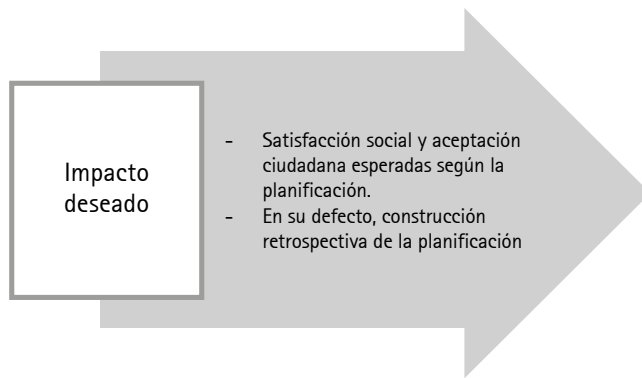 Impacto
deseado
- Satisfacción social y aceptación
ciudadana esperadas según la
planificación.
- En su defecto, construcción
retrospectiva de la planificación